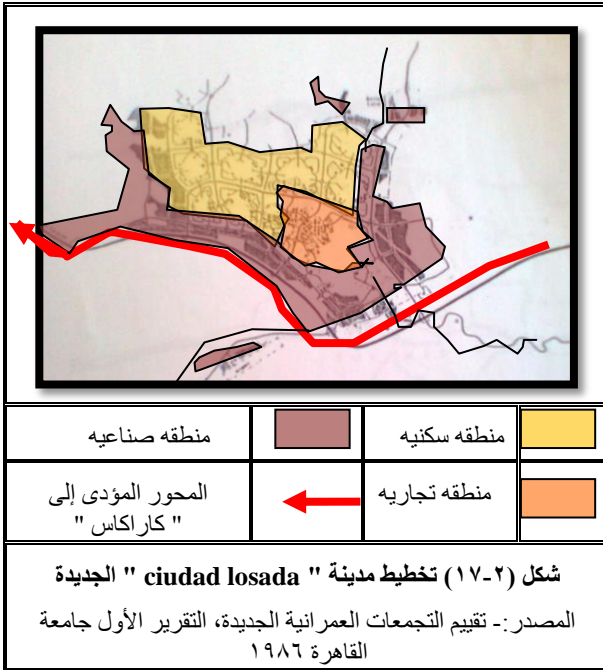 منطقه سكنيه
منطقه صناعيه
منطقه تجاريه
المحور المؤدى إلى
" كاراكاس "
شكل (٢-١٧) تخطيط مدينة " ciudad losada " الجديدة
المصدر:- تقييم التجمعات العمرانية الجديدة، التقرير الأول جامعة
القاهرة ١٩٨٦